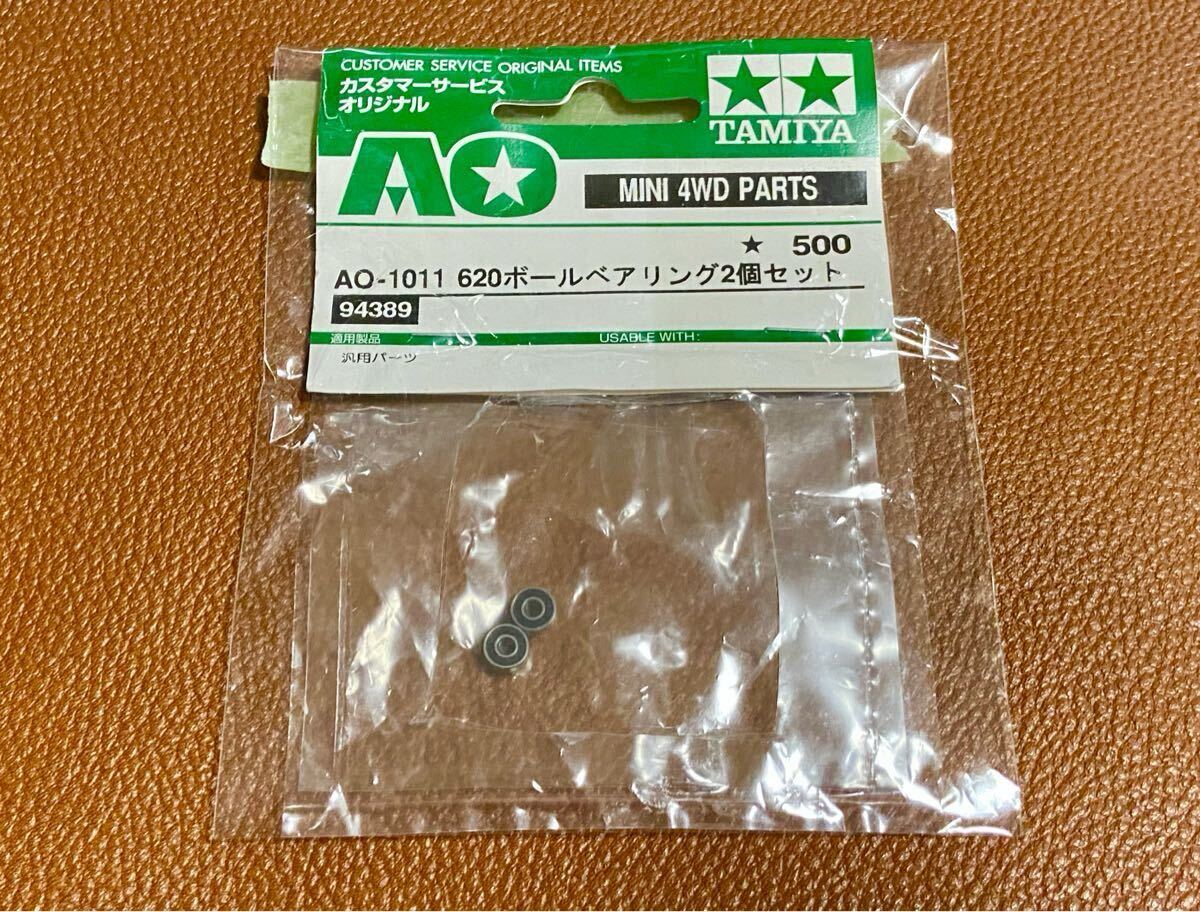 CUSTOMER SERVICE ORIGINAL ITEMS
カスタマーサービス
オリジナル
TAMIYA
AO
MINI 4WD PARTS
★ 500
AO-1011 620ボールベアリング2個セット
94389
適用製品 USABLE WITH:
汎用パーツ